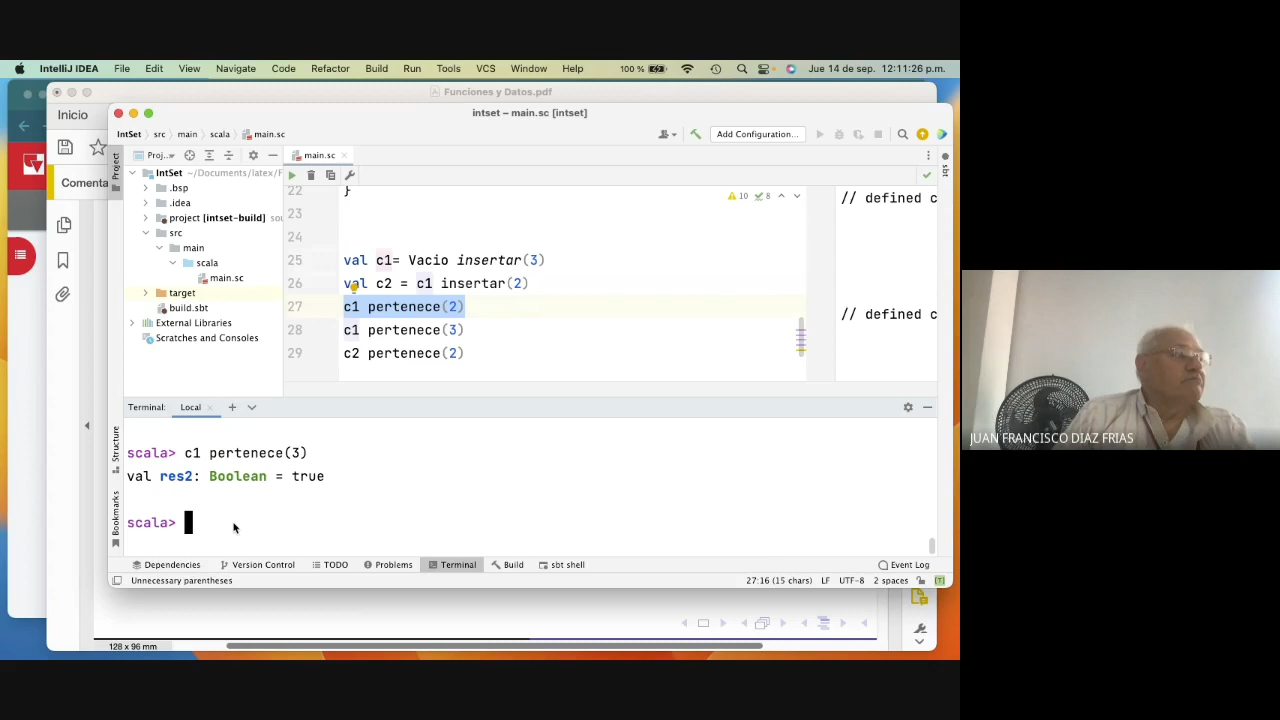 IntelliJ IDEA File Edit View Navigate Code Refactor Build Run Tools VCS Window Help 100 % Jue 14 de sep. 12:11:26 p.m.
Funciones y Datos.pdf
Inicio
intset – main.sc [intset]
IntSet src main scala main.sc
Add Configuration...
Project
Proj..
main.sc
sbt
Comenta
IntSet ~/Documents/latex/F
.bsp
.idea
project [intset-build] sou
src
main
scala
main.sc
target
build.sbt
External Libraries
Scratches and Consoles
10 8
22 }
23
24
25 val c1= Vacio insertar(3)
26 val c2 = c1 insertar(2)
27 c1 pertenece(2)
28 c1 pertenece(3)
29 c2 pertenece(2)
// defined c
// defined c
Terminal: Local
Structure
Bookmarks
scala> c1 pertenece(3)
val res2: Boolean = true
scala>
Dependencies Version Control TODO Problems Terminal Build sbt shell Event Log
Unnecessary parentheses 27:16 (15 chars) LF UTF-8 2 spaces
128 x 96 mm
JUAN FRANCISCO DIAZ FRIAS